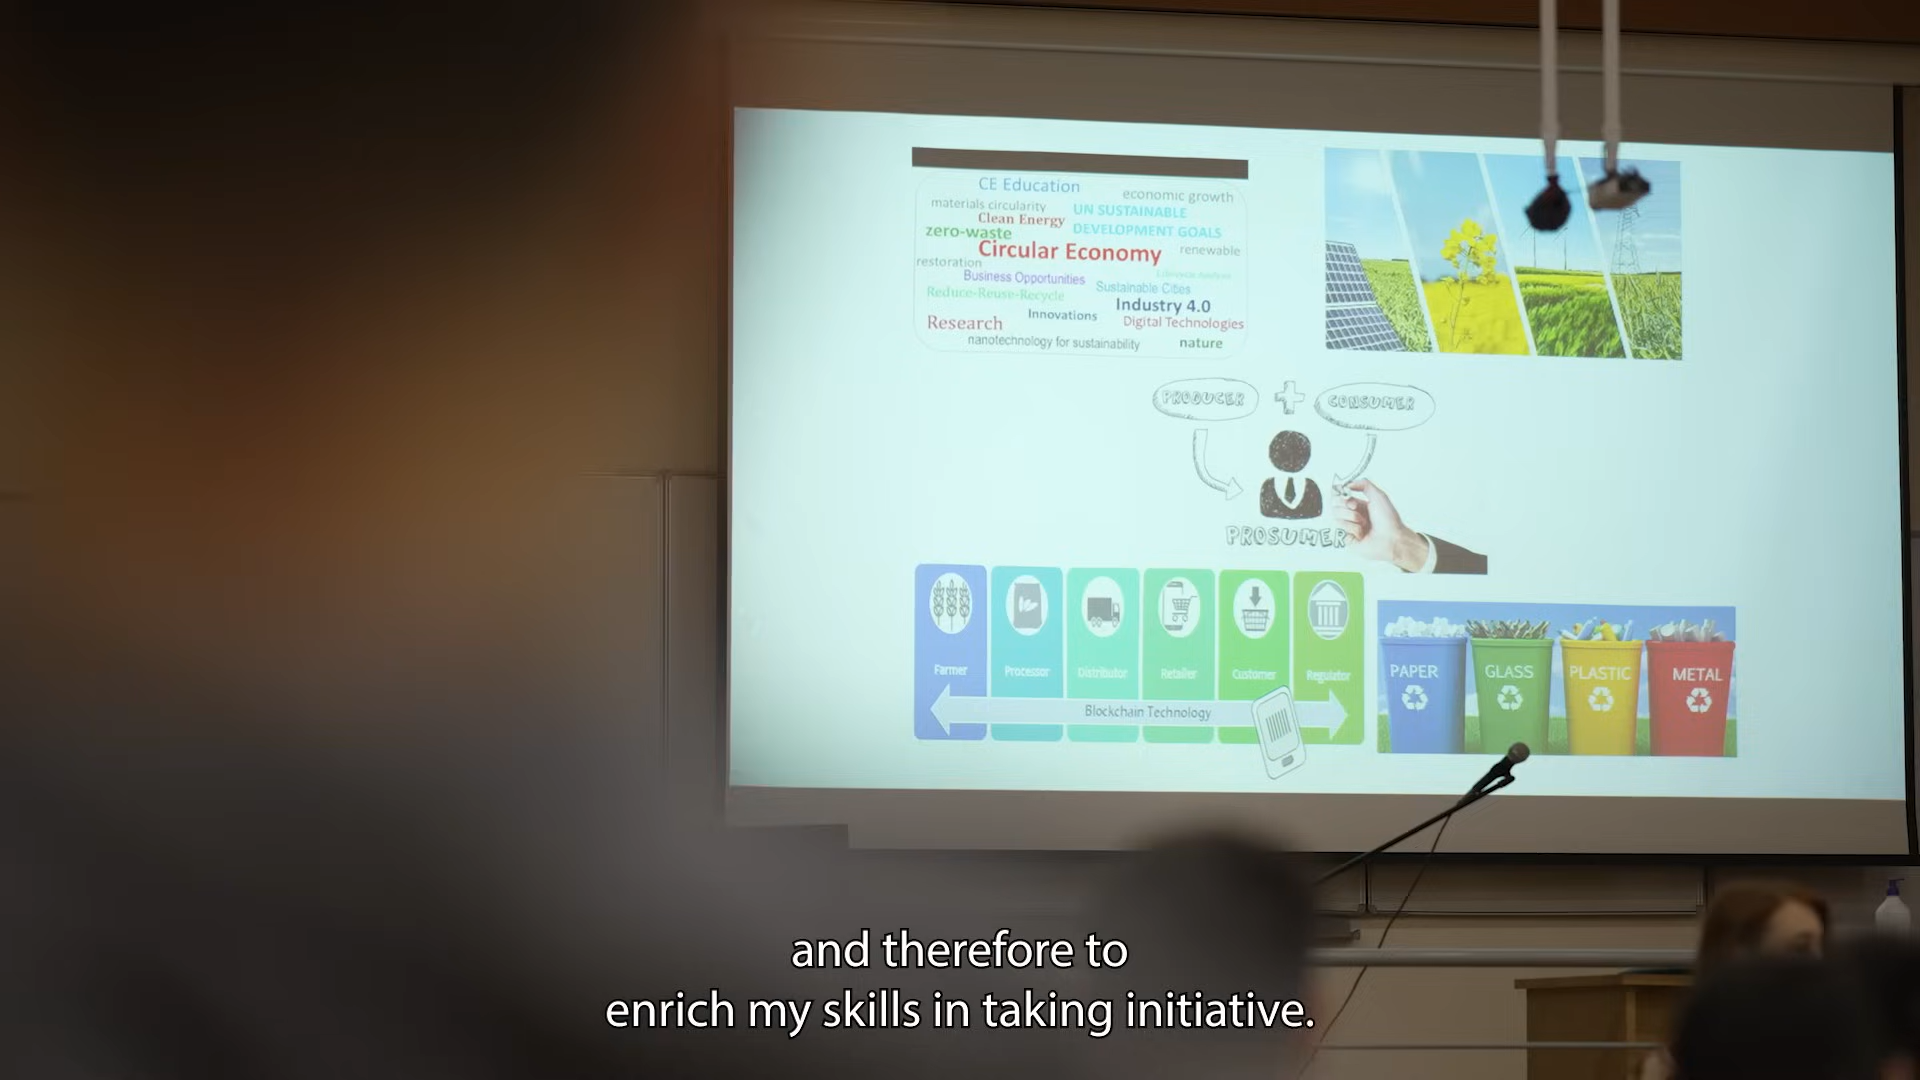 CE Education
economic growth
materials circularity
UN SUSTAINABLE
Clean Energy
zero-waste
DEVELOPMENT GOALS
Circular Economy
renewable
restoration
Business Opportunities
Sustainable Cities
Reduce-Reuse-Recycle
Industry 4.0
Innovations
Research
Digital Technologies
nanotechnology for sustainability
nature
PRODUCER + CONSUMER
PROSUMER
Farmer Processor Distributor Retailer Customer Regulator
Blockchain Technology
PAPER GLASS PLASTIC METAL
and therefore to
enrich my skills in taking initiative.